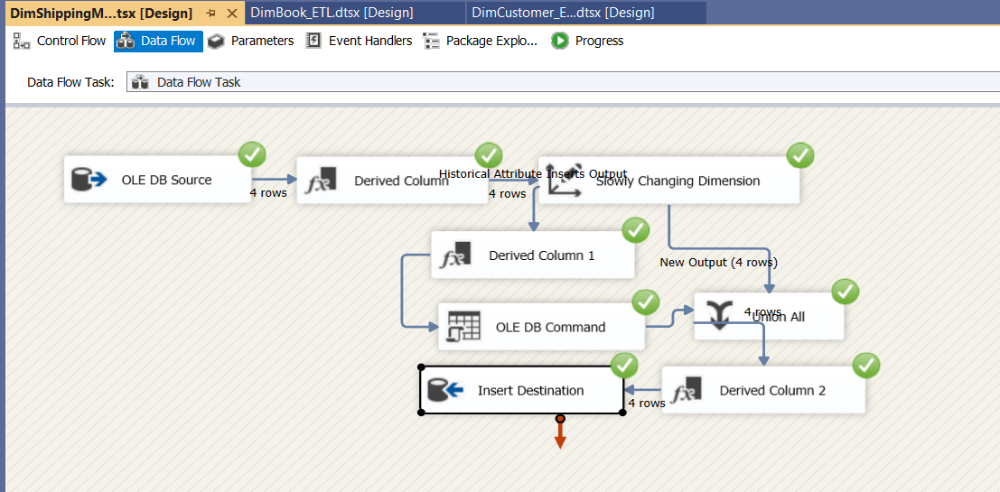 DimShippingM...tsx [Design]
DimBook_ETL.dtsx [Design]
DimCustomer_E...dtsx [Design]
Control Flow
Data Flow
Parameters
Event Handlers
Package Explo...
Progress
Data Flow Task:
Data Flow Task
OLE DB Source
4 rows
Derived Column
4 rows
Historical Attribute Inserts Output
Slowly Changing Dimension
Derived Column 1
New Output (4 rows)
OLE DB Command
Union All
4 rows
Insert Destination
4 rows
Derived Column 2